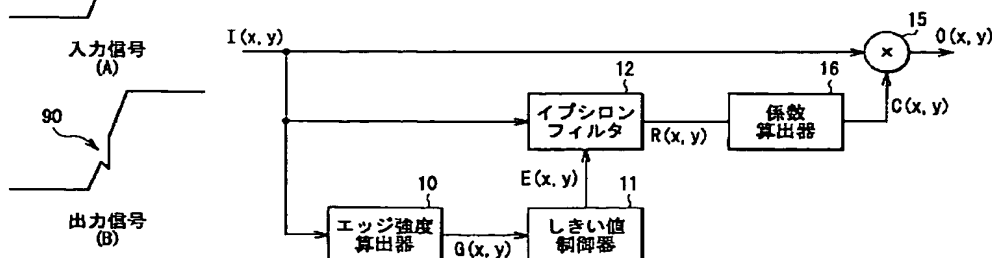 入力信号
(A)
90
出力信号
(B)
I(x, y)
15
×
O(x, y)
12
イプシロン
フィルタ
R(x, y)
16
係数
算出器
C(x, y)
E(x, y)
10
エッジ強度
算出器
G(x, y)
11
しきい値
制御器